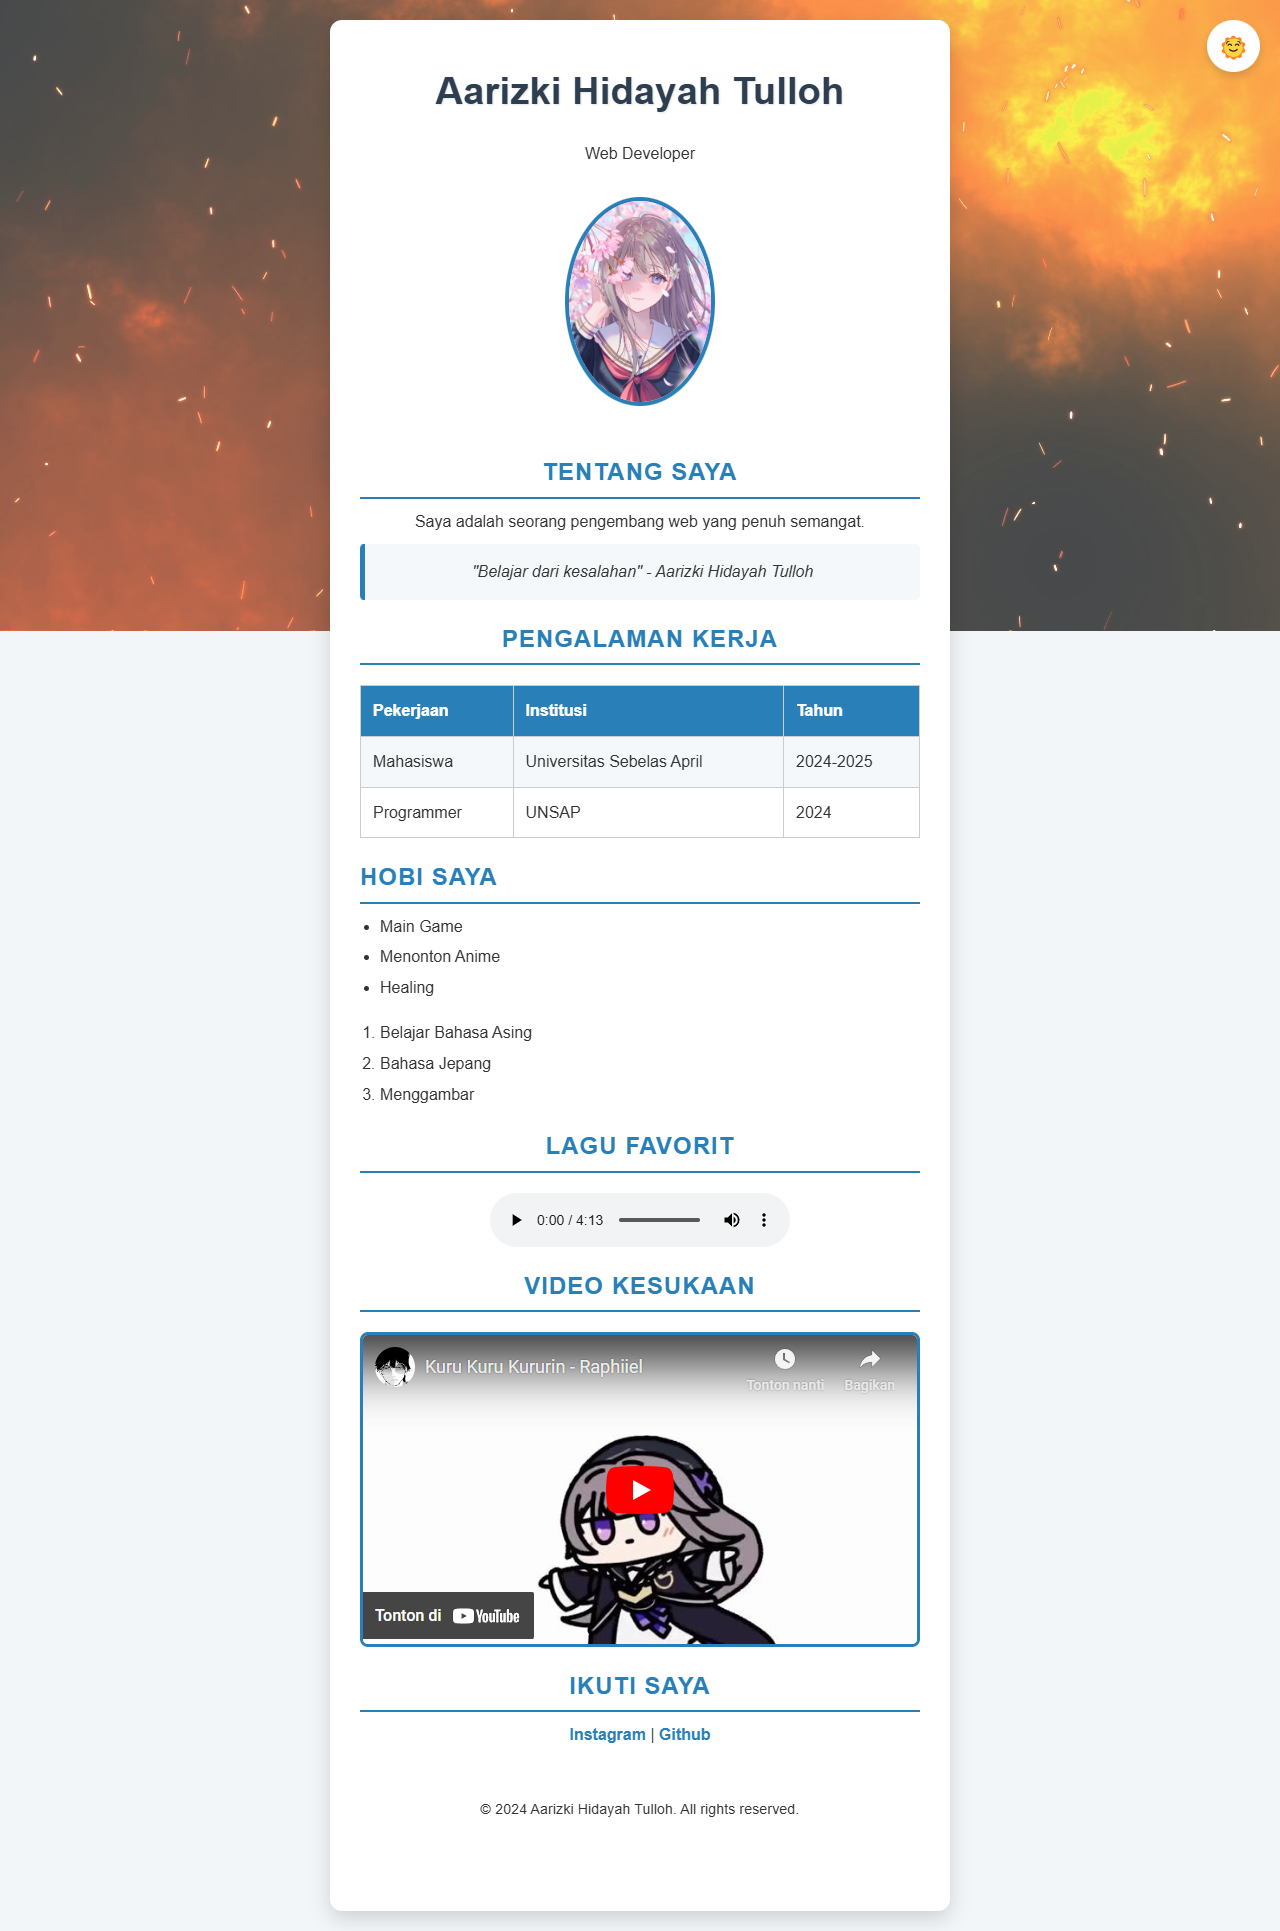 Aarizki Hidayah Tulloh
Web Developer
TENTANG SAYA
Saya adalah seorang pengembang web yang penuh semangat.
"Belajar dari kesalahan" - Aarizki Hidayah Tulloh
PENGALAMAN KERJA
Pekerjaan Institusi Tahun
Mahasiswa Universitas Sebelas April 2024-2025
Programmer UNSAP 2024
HOBI SAYA
• Main Game
• Menonton Anime
• Healing
1. Belajar Bahasa Asing
2. Bahasa Jepang
3. Menggambar
LAGU FAVORIT
0:00 / 4:13
VIDEO KESUKAAN
Kuru Kuru Kururin - Raphiiel
Tonton nanti Bagikan
Tonton di YouTube
IKUTI SAYA
Instagram | Github
© 2024 Aarizki Hidayah Tulloh. All rights reserved.